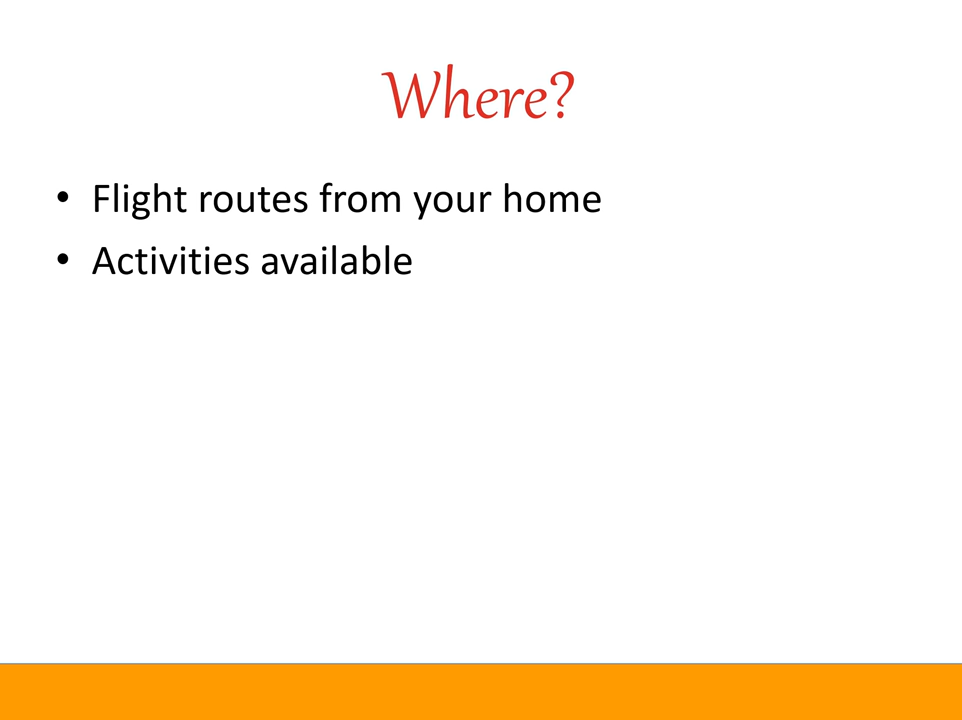 Where?
• Flight routes from your home
• Activities available